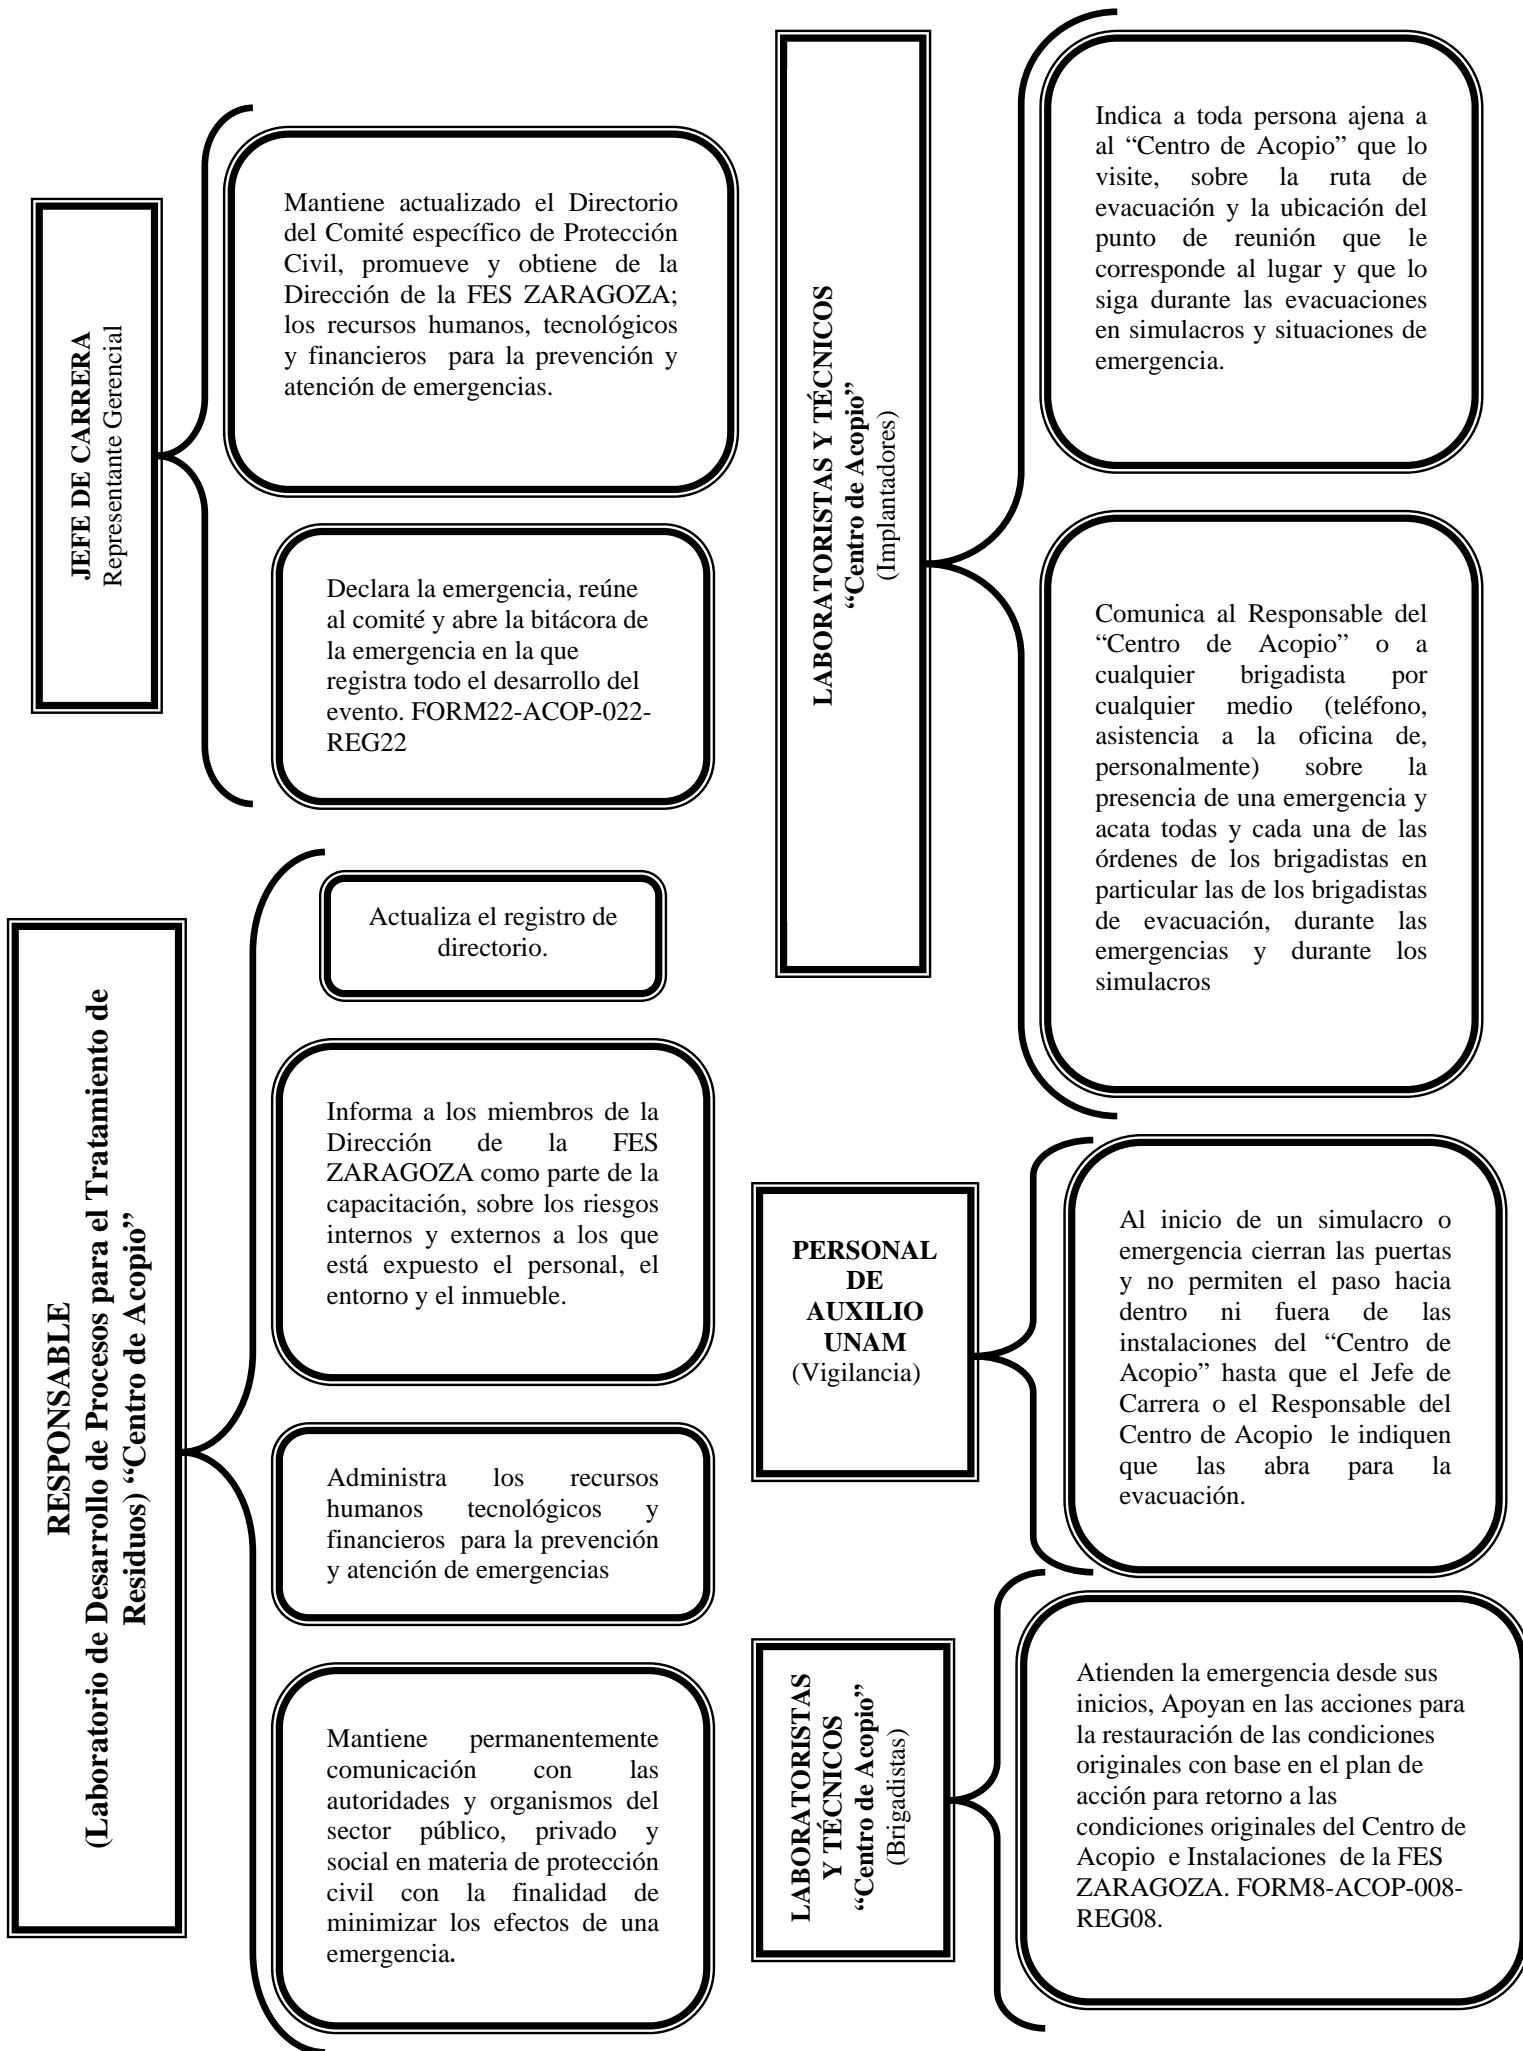 JEFE DE CARRERA
Representante Gerencial
Mantiene actualizado el Directorio
del Comité específico de Protección
Civil, promueve y obtiene de la
Dirección de la FES ZARAGOZA;
los recursos humanos, tecnológicos
y financieros para la prevención y
atención de emergencias.
Declara la emergencia, reúne
al comité y abre la bitácora de
la emergencia en la que
registra todo el desarrollo del
evento. FORM22-ACOP-022-
REG22
RESPONSABLE
(Laboratorio de Desarrollo de Procesos para el Tratamiento de
Residuos) “Centro de Acopio”
Actualiza el registro de
directorio.
Informa a los miembros de la
Dirección de la FES
ZARAGOZA como parte de la
capacitación, sobre los riesgos
internos y externos a los que
está expuesto el personal, el
entorno y el inmueble.
Administra los recursos
humanos tecnológicos y
financieros para la prevención
y atención de emergencias
Mantiene permanentemente
comunicación con las
autoridades y organismos del
sector público, privado y
social en materia de protección
civil con la finalidad de
minimizar los efectos de una
emergencia.
LABORATORISTAS Y TÉCNICOS
“Centro de Acopio”
(Implantadores)
Indica a toda persona ajena a
al “Centro de Acopio” que lo
visite, sobre la ruta de
evacuación y la ubicación del
punto de reunión que le
corresponde al lugar y que lo
siga durante las evacuaciones
en simulacros y situaciones de
emergencia.
Comunica al Responsable del
“Centro de Acopio” o a
cualquier brigadista por
cualquier medio (teléfono,
asistencia a la oficina de,
personalmente) sobre la
presencia de una emergencia y
acata todas y cada una de las
órdenes de los brigadistas en
particular las de los brigadistas
de evacuación, durante las
emergencias y durante los
simulacros
PERSONAL
DE
AUXILIO
UNAM
(Vigilancia)
Al inicio de un simulacro o
emergencia cierran las puertas
y no permiten el paso hacia
dentro ni fuera de las
instalaciones del “Centro de
Acopio” hasta que el Jefe de
Carrera o el Responsable del
Centro de Acopio le indiquen
que las abra para la
evacuación.
LABORATORISTAS
Y TÉCNICOS
“Centro de Acopio”
(Brigadistas)
Atienden la emergencia desde sus
inicios, Apoyan en las acciones para
la restauración de las condiciones
originales con base en el plan de
acción para retorno a las
condiciones originales del Centro de
Acopio e Instalaciones de la FES
ZARAGOZA. FORM8-ACOP-008-
REG08.